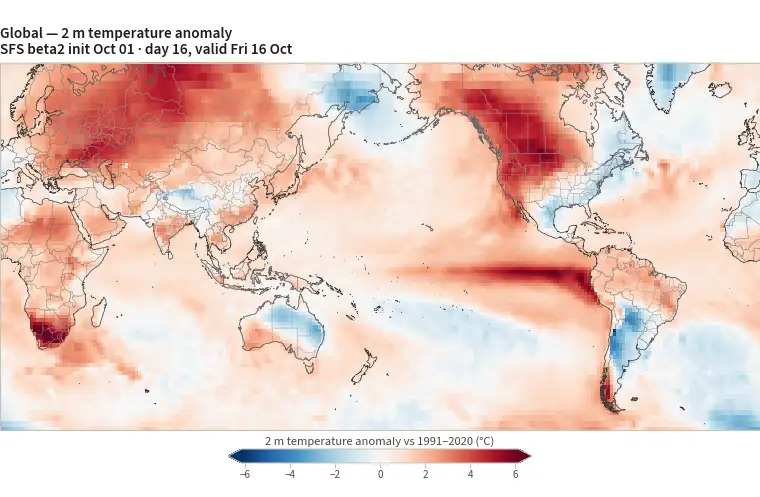 Global — 2 m temperature anomaly
SFS beta2 init Oct 01 · day 16, valid Fri 16 Oct
2 m temperature anomaly vs 1991–2020 (°C)
−6 −4 −2 0 2 4 6